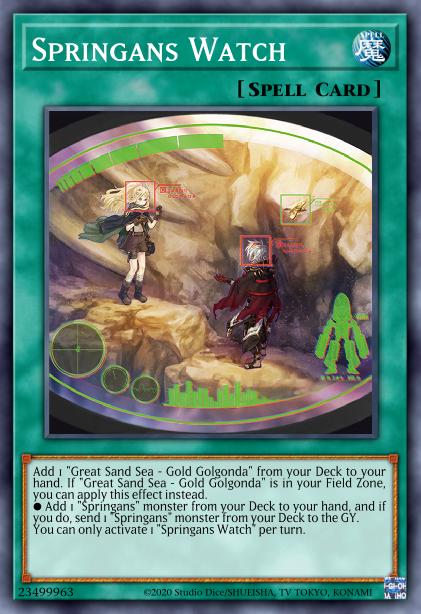 Springans Watch
SPELL
魔
[Spell Card]
Add 1 "Great Sand Sea - Gold Golgonda" from your Deck to your
hand. If "Great Sand Sea - Gold Golgonda" is in your Field Zone,
you can apply this effect instead.
● Add 1 "Springans" monster from your Deck to your hand, and if
you do, send 1 "Springans" monster from your Deck to the GY.
You can only activate 1 "Springans Watch" per turn.
23499963
©2020 Studio Dice/SHUEISHA, TV TOKYO, KONAMI